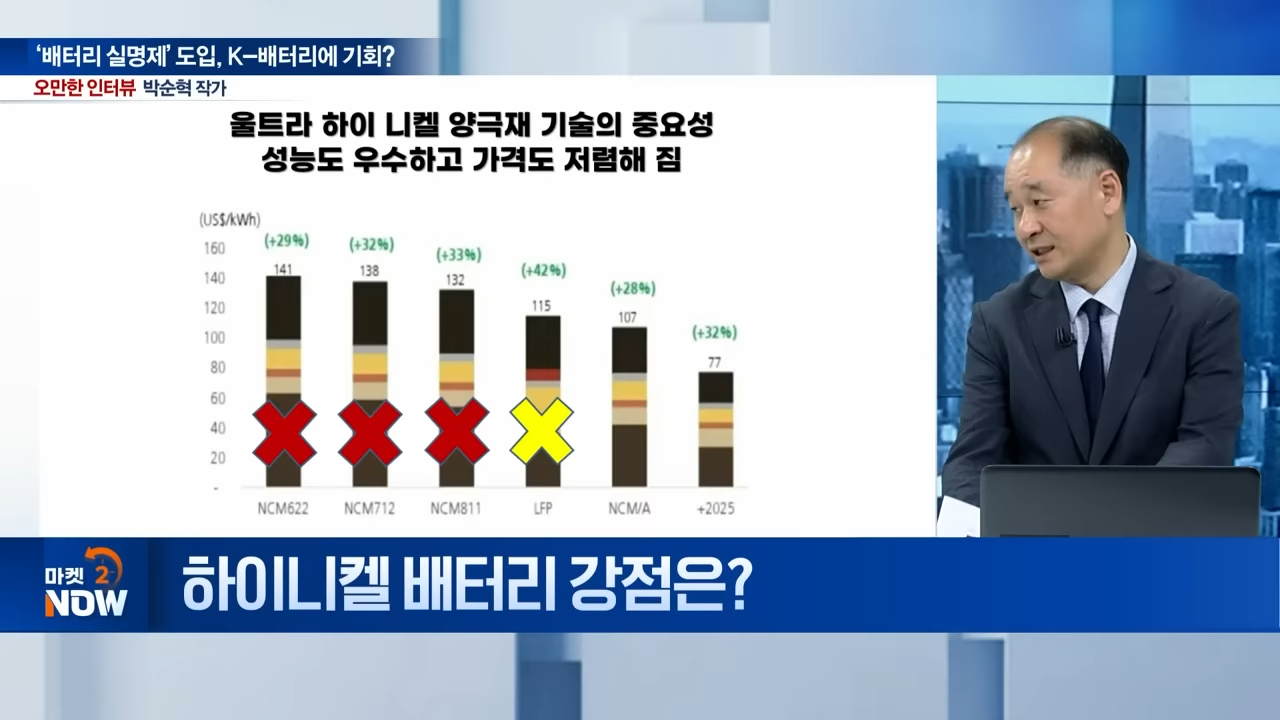 ‘배터리 실명제’ 도입, K-배터리에 기회?
오만한 인터뷰 박순혁 작가
울트라 하이 니켈 양극재 기술의 중요성
성능도 우수하고 가격도 저렴해 짐
(US$/kWh)
160
140
120
100
80
60
40
20
-
(+29%) (+32%) (+33%) (+42%) (+28%) (+32%)
141 138 132 115 107 77
NCM622 NCM712 NCM811 LFP NCM/A +2025
마켓 2
NOW
하이니켈 배터리 강점은?